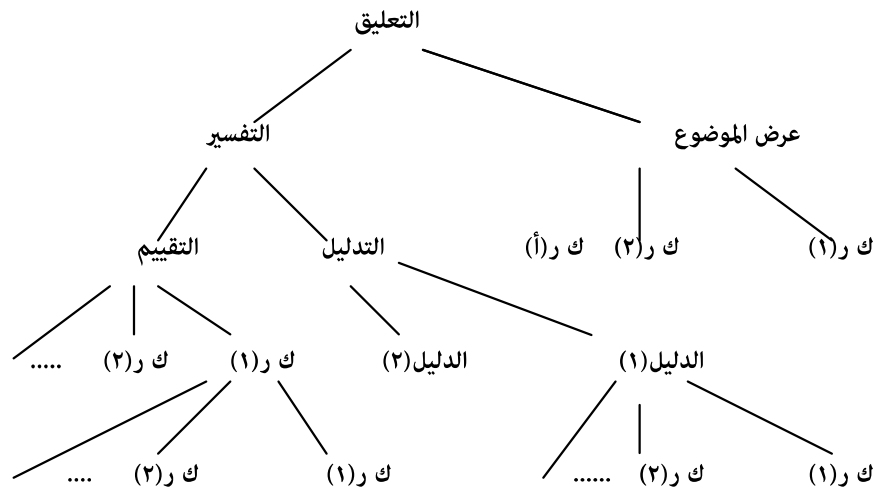 التعليق
عرض الموضوع التفسير
ك ر(١) ك ر(٢) ك ر(أ) التدليل التقييم
الدليل(١) الدليل(٢) ك ر(١) ك ر(٢) .....
ك ر(١) ك ر(٢) ...... ك ر(١) ك ر(٢) ....